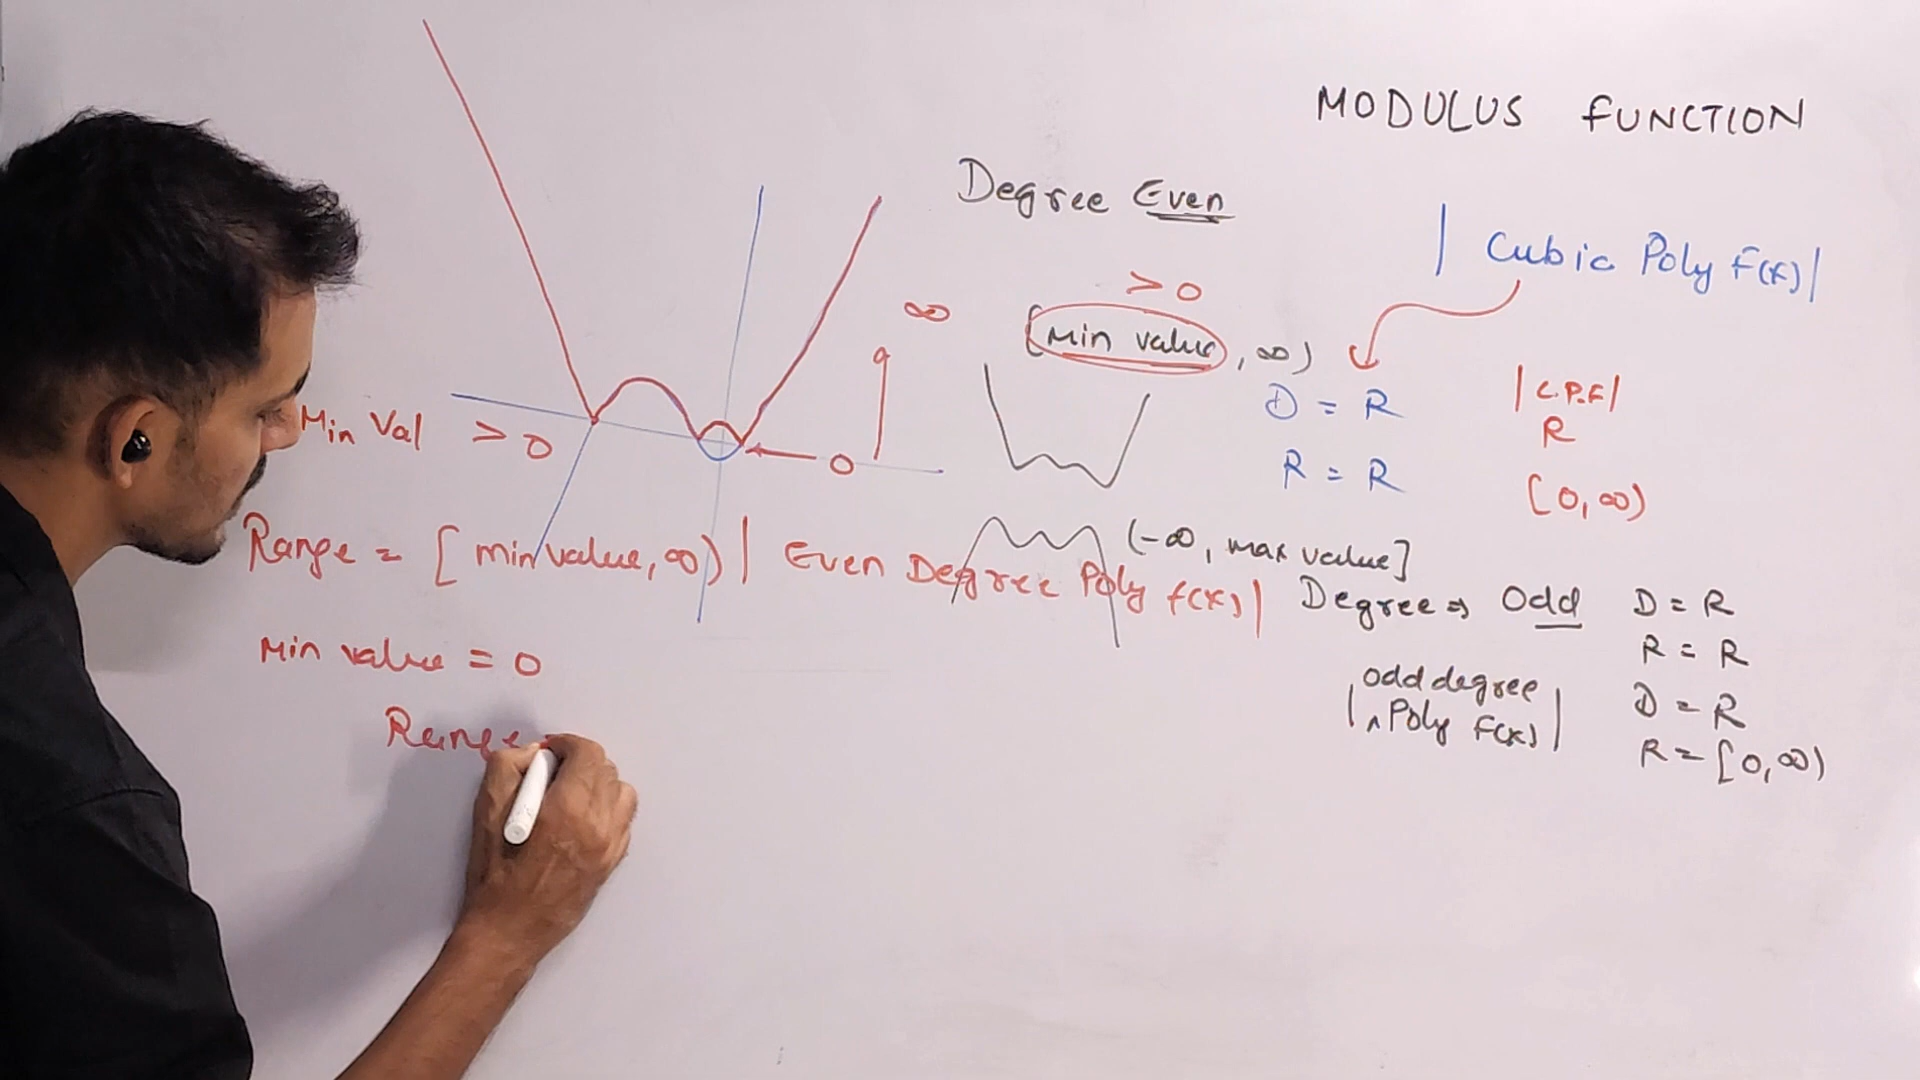 MODULUS FUNCTION
Degree Even
| Cubic Poly F(x) |
> 0
[Min value, ∞)
∞
D = R
R = R
| C.P.F |
R
[0, ∞)
Min Val > 0
0
(-∞, max value]
Range = [min value, ∞) | Even Degree Poly f(x) |
Degree ⇒ Odd D = R
R = R
Min value = 0
| odd degree
^ Poly F(x) |
D = R
R = [0, ∞)
Range